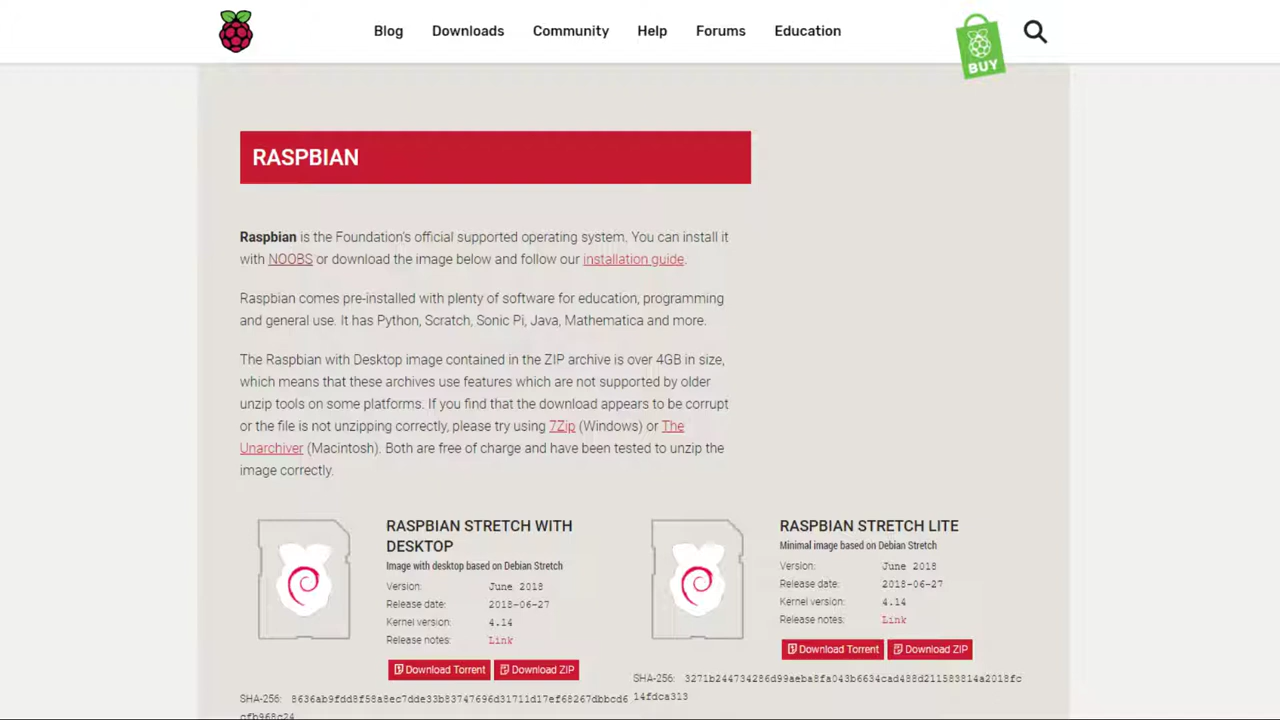 Blog Downloads Community Help Forums Education
BUY
RASPBIAN
Raspbian is the Foundation's official supported operating system. You can install it
with NOOBS or download the image below and follow our installation guide.
Raspbian comes pre-installed with plenty of software for education, programming
and general use. It has Python, Scratch, Sonic Pi, Java, Mathematica and more.
The Raspbian with Desktop image contained in the ZIP archive is over 4GB in size,
which means that these archives use features which are not supported by older
unzip tools on some platforms. If you find that the download appears to be corrupt
or the file is not unzipping correctly, please try using 7Zip (Windows) or The
Unarchiver (Macintosh). Both are free of charge and have been tested to unzip the
image correctly.
RASPBIAN STRETCH WITH
DESKTOP
Image with desktop based on Debian Stretch
Version: June 2018
Release date: 2018-06-27
Kernel version: 4.14
Release notes: Link
Download Torrent Download ZIP
SHA-256: 8636ab9fdd8f58a8ec7dde33b83747696d31711d17ef68267dbbcd6
RASPBIAN STRETCH LITE
Minimal image based on Debian Stretch
Version: June 2018
Release date: 2018-06-27
Kernel version: 4.14
Release notes: Link
Download Torrent Download ZIP
SHA-256: 3271b244734286d99aeba8fa043b6634cad488d211583814a2018fc
14fdca313